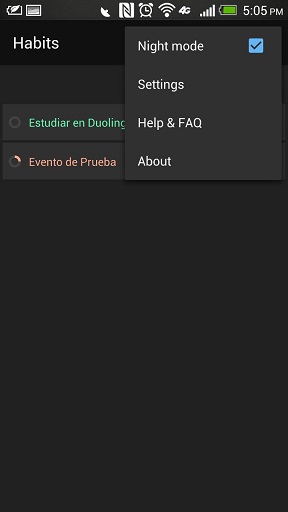 4G 5:05 PM
Habits
Night mode
Settings
Estudiar en Duoling
Help & FAQ
Evento de Prueba
About